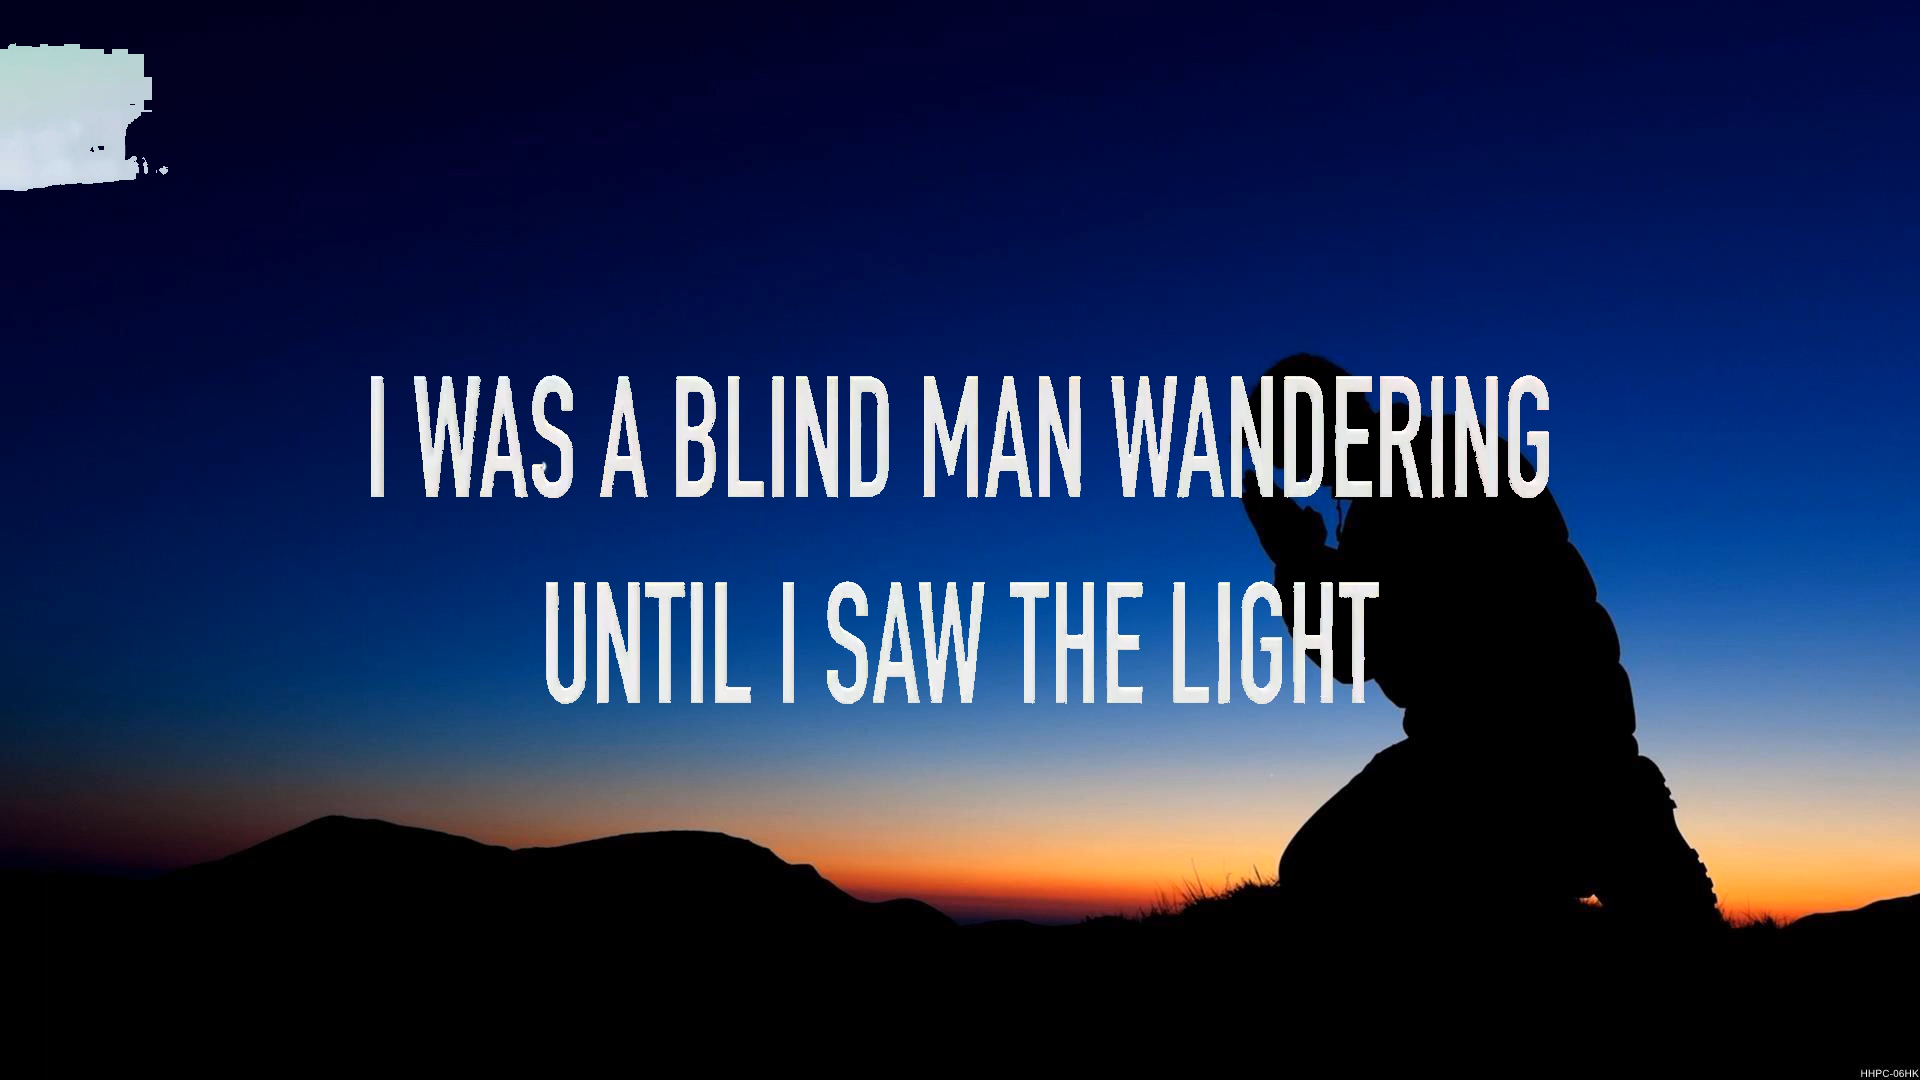 I WAS A BLIND MAN WANDERING
UNTIL I SAW THE LIGHT
HHPC-06HK